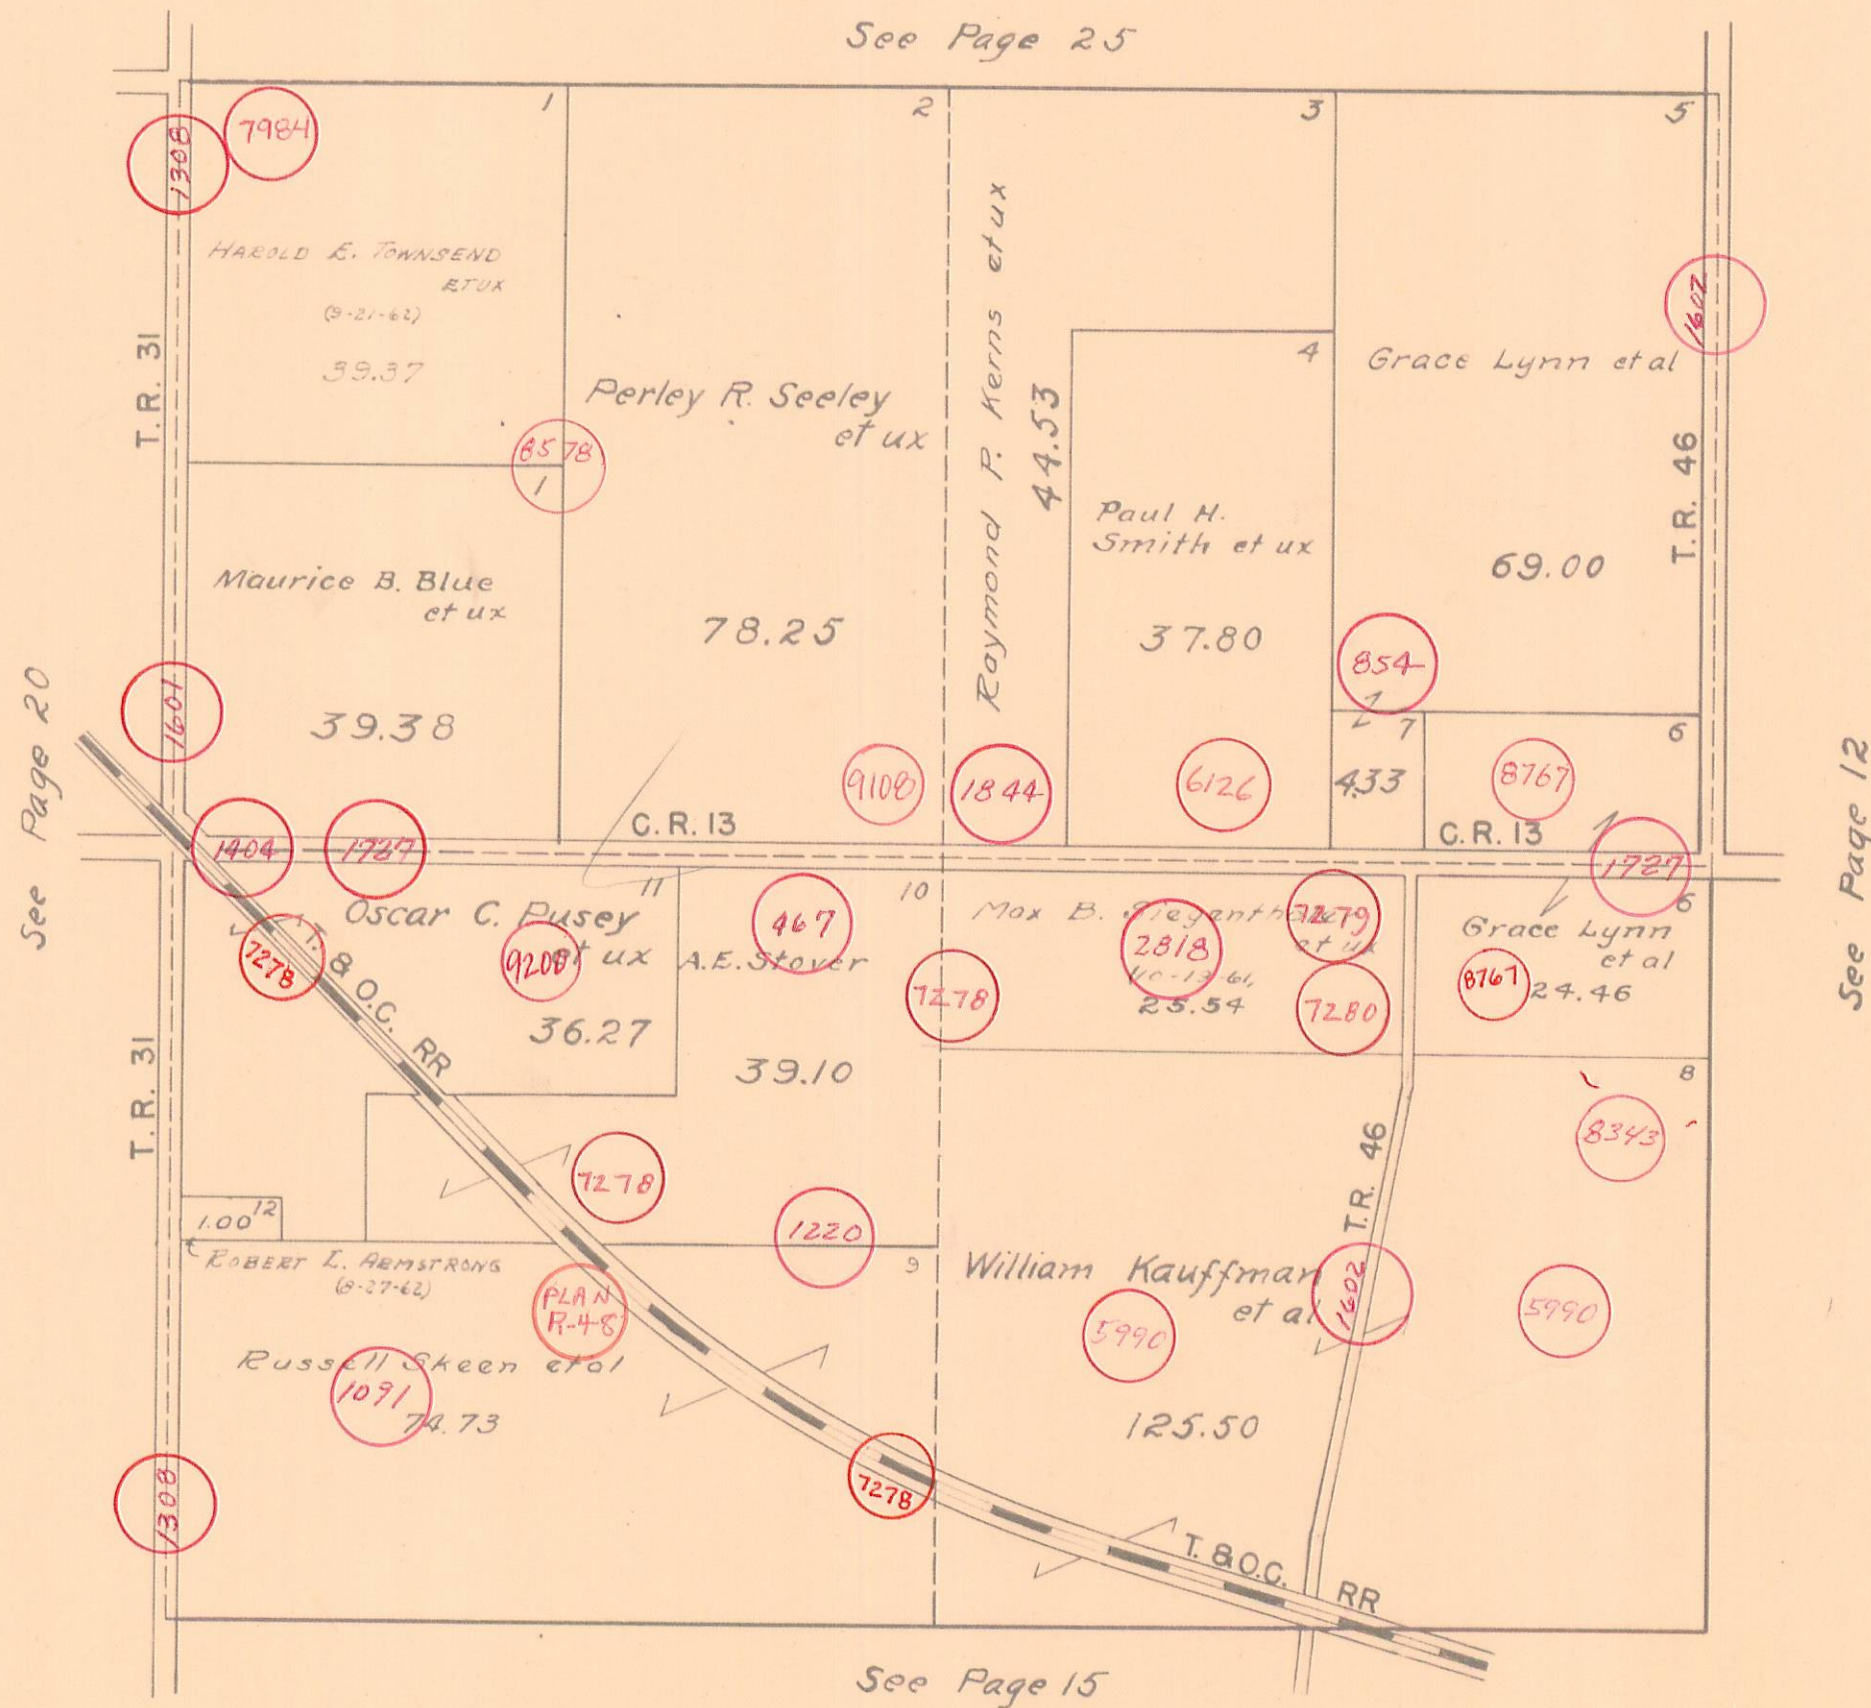 See Page 25
1
2
3
5
1308
7984
HAROLD E. TOWNSEND
ETUX
(9-21-62)
39.37
T.R. 31
1602
4
Grace Lynn et al
Perley R. Seeley
et ux
Raymond P. Kerns et ux
44.53
T.R. 46
8578
1
Paul H.
Smith et ux
69.00
Maurice B. Blue
et ux
78.25
37.80
854
See Page 20
1601
39.38
7
6
9108
1844
6126
4.33
8767
See Page 12
C.R. 13
C.R. 13
1404
1727
1727
11
10
6
Oscar C. Pusey
et ux
467
Max B.
et ux
7279
2818
Grace Lynn
et al
7278
T. & O.C. RR
9208
A.E. Stover
7278
25.54
7280
8767
24.46
36.27
39.10
8
T.R. 31
T.R. 46
8343
7278
1.00
12
1220
ROBERT L. ARMSTRONG
(8-27-62)
9
William Kauffman
et al
1602
PLAN
R-48
5990
5990
Russell Skeen et al
1091
74.73
125.50
1308
7278
T. & O.C. RR
See Page 15